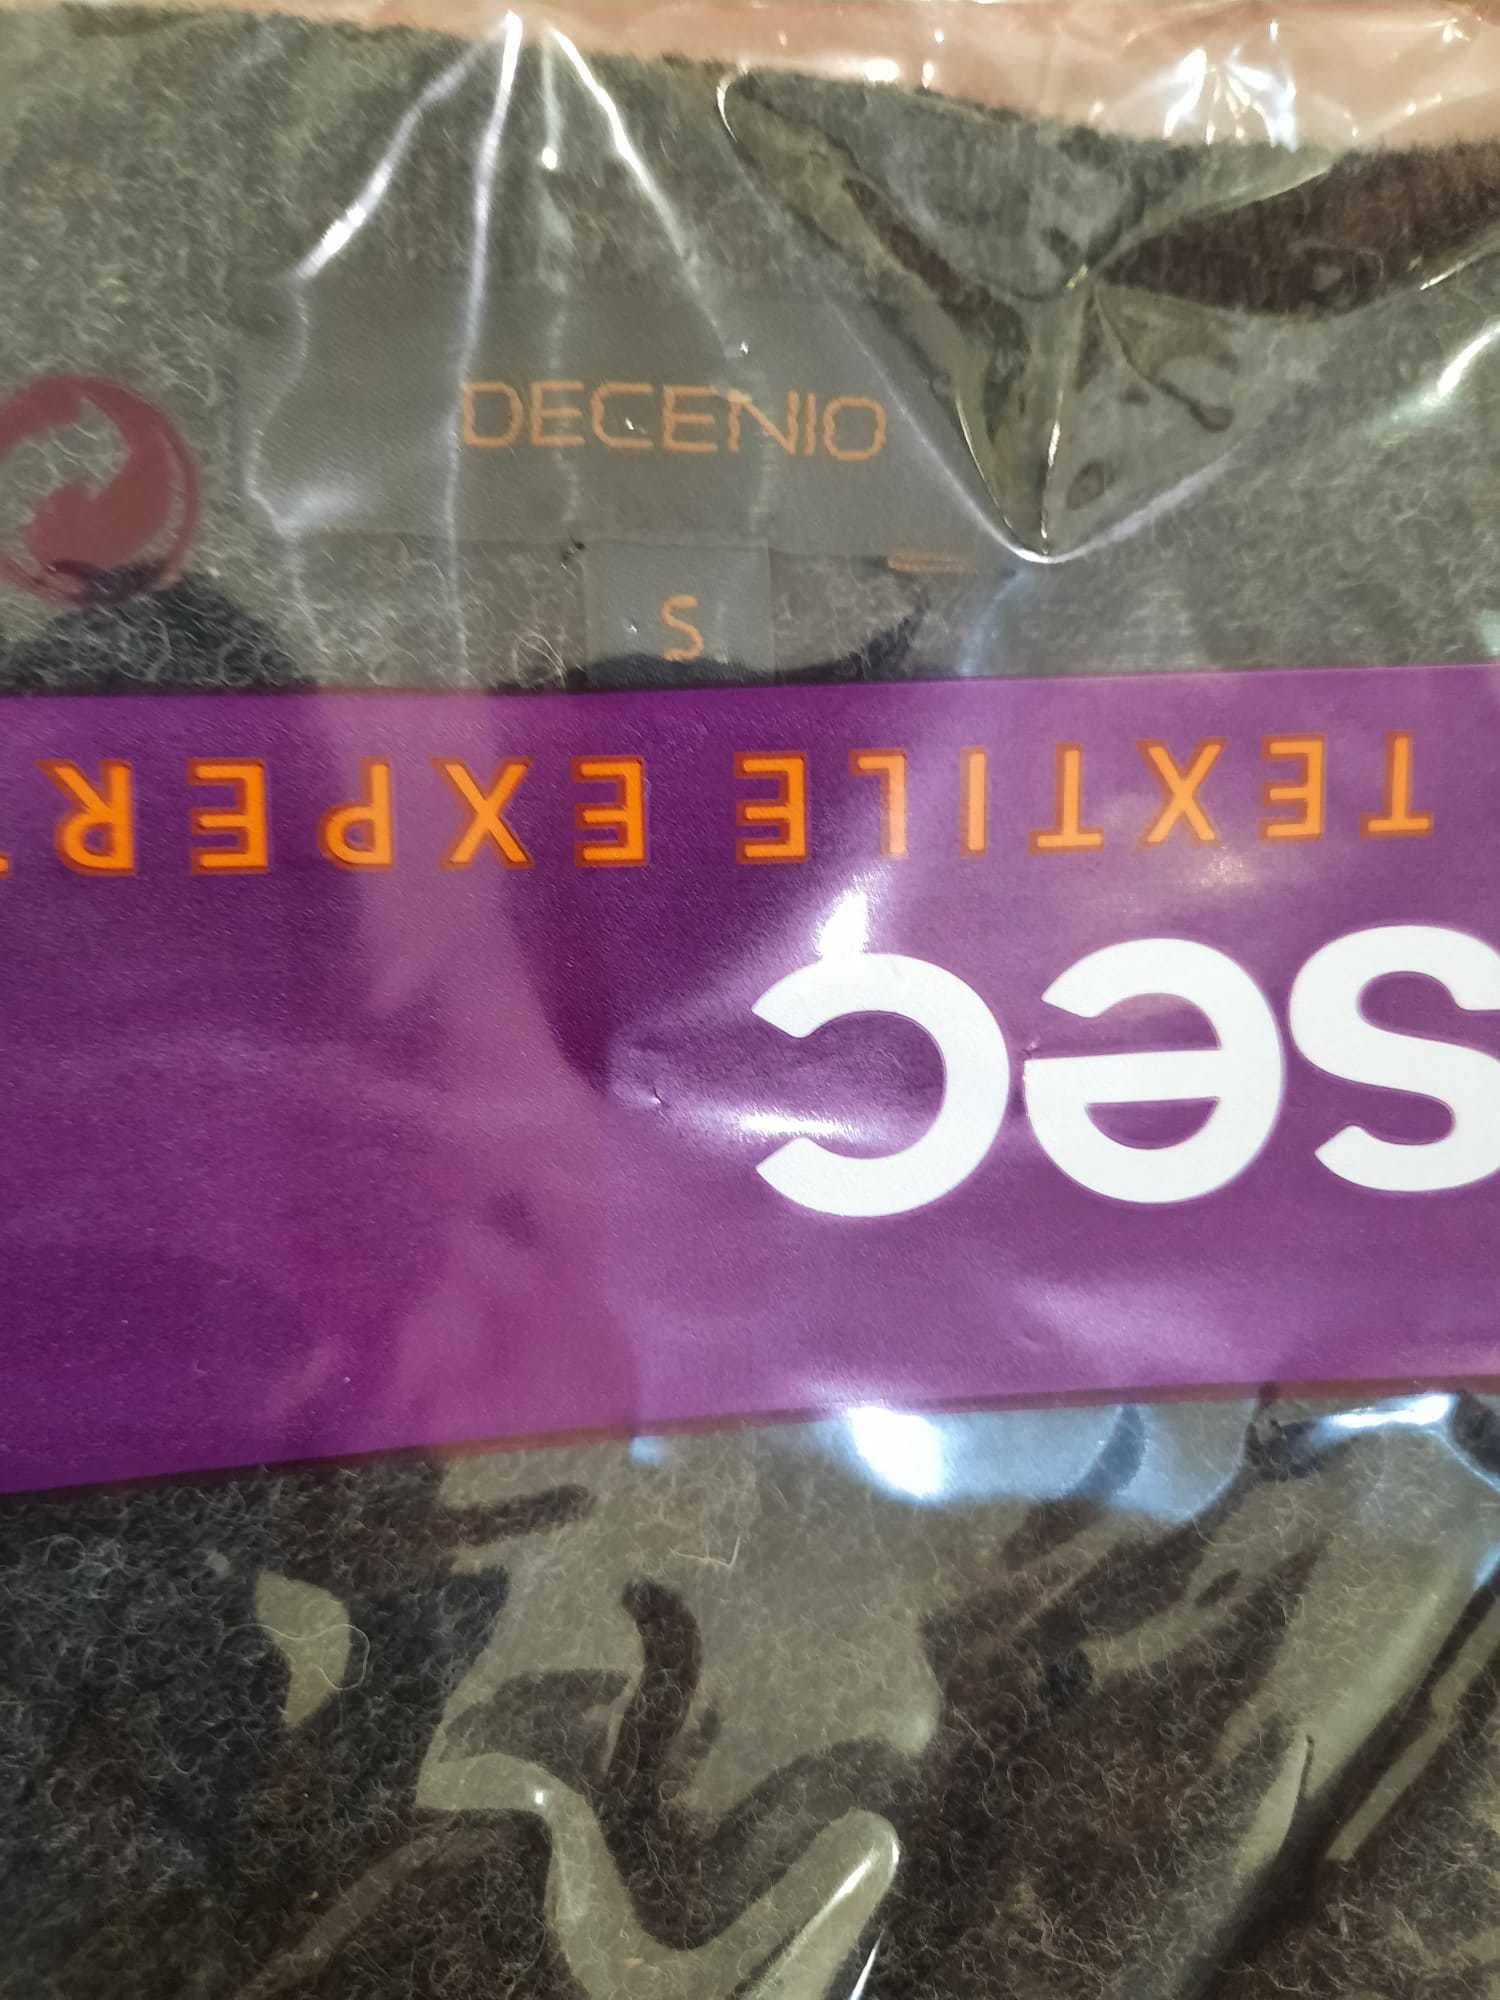 DECENIO
S
TEXTILE EXPER
sec